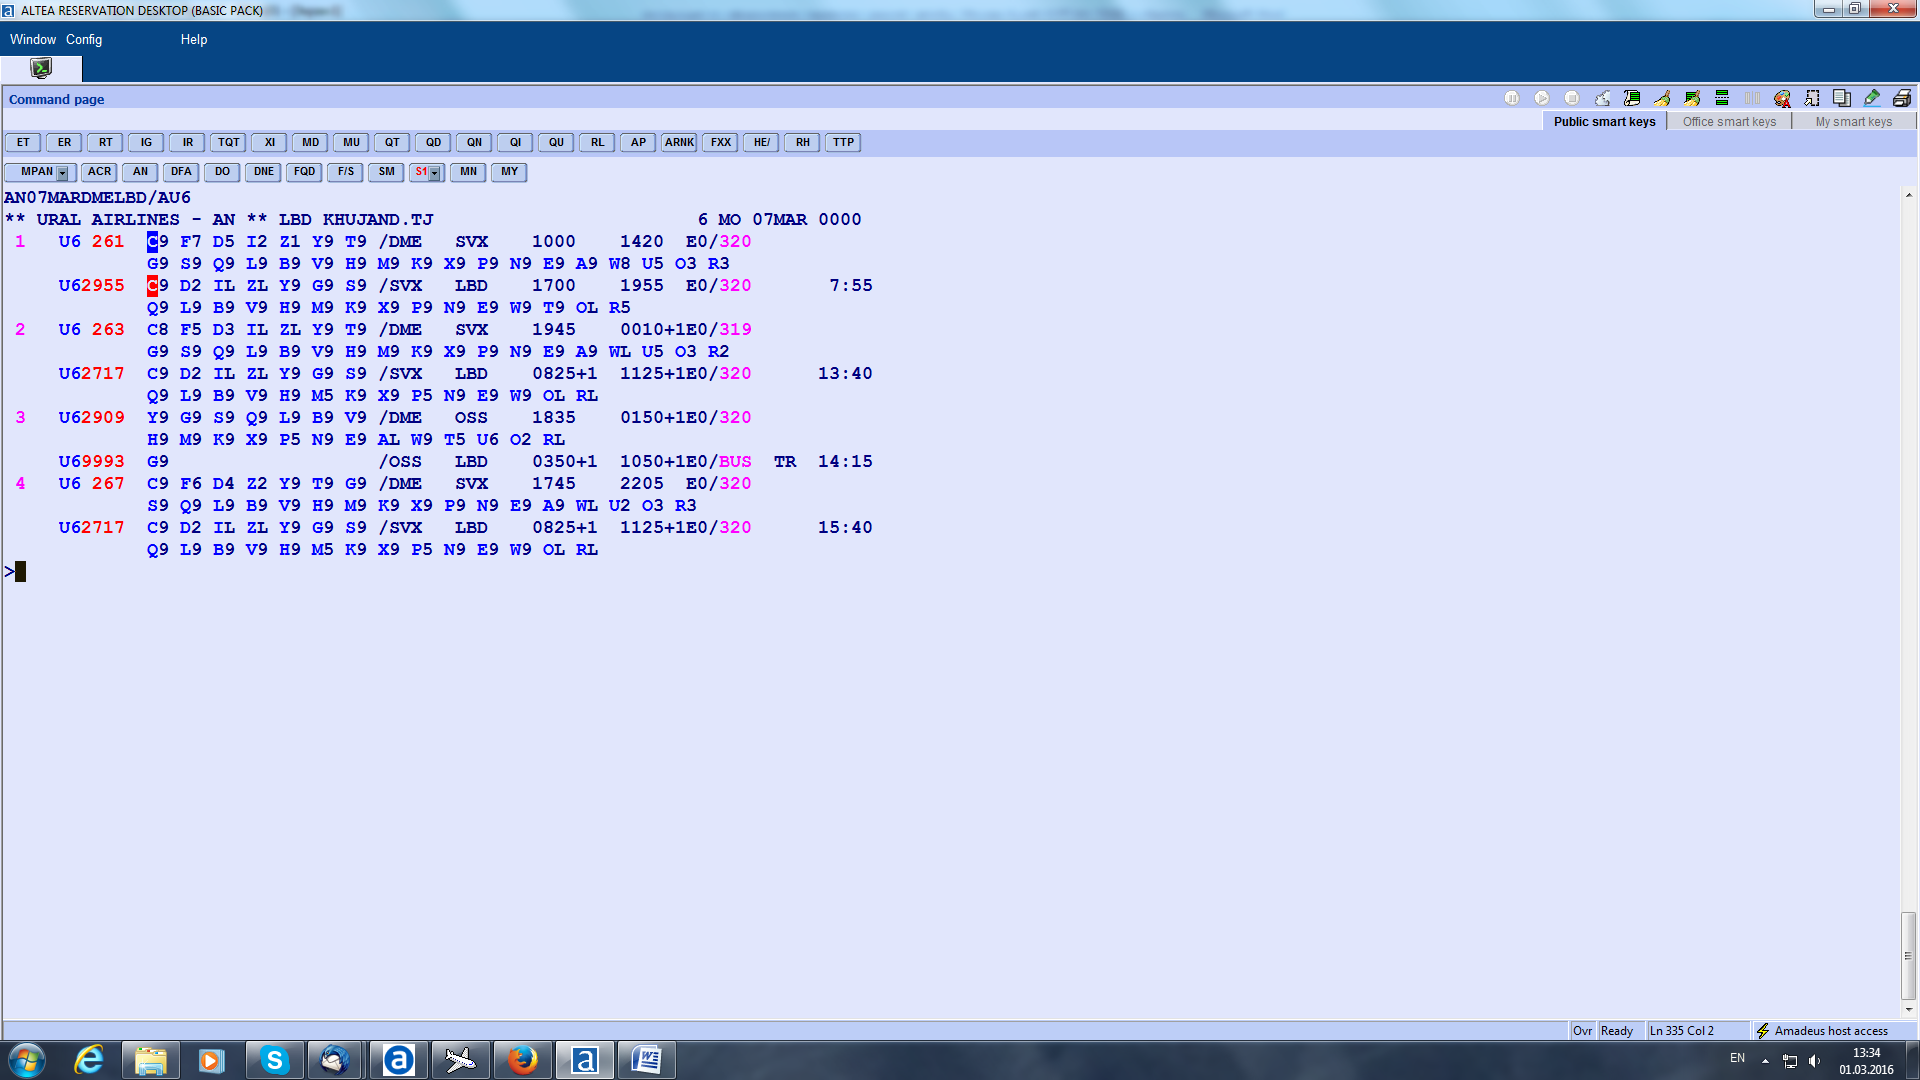 ALTEA RESERVATION DESKTOP (BASIC PACK)
Window Config Help
Command page
Public smart keys Office smart keys My smart keys
ET ER RT IG IR TQT XI MD MU QT QD QN QI QU RL AP ARNK FXX HE/ RH TTP
MPAN ACR AN DFA DO DNE FQD F/S SM S1 MN MY
AN07MARDMELBD/AU6
** URAL AIRLINES - AN ** LBD KHUJAND.TJ 6 MO 07MAR 0000
1 U6 261 C9 F7 D5 I2 Z1 Y9 T9 /DME SVX 1000 1420 E0/320
G9 S9 Q9 L9 B9 V9 H9 M9 K9 X9 P9 N9 E9 A9 W8 U5 O3 R3
U62955 C9 D2 IL ZL Y9 G9 S9 /SVX LBD 1700 1955 E0/320 7:55
Q9 L9 B9 V9 H9 M9 K9 X9 P9 N9 E9 W9 T9 OL R5
2 U6 263 C8 F5 D3 IL ZL Y9 T9 /DME SVX 1945 0010+1E0/319
G9 S9 Q9 L9 B9 V9 H9 M9 K9 X9 P9 N9 E9 A9 WL U5 O3 R2
U62717 C9 D2 IL ZL Y9 G9 S9 /SVX LBD 0825+1 1125+1E0/320 13:40
Q9 L9 B9 V9 H9 M5 K9 X9 P5 N9 E9 W9 OL RL
3 U62909 Y9 G9 S9 Q9 L9 B9 V9 /DME OSS 1835 0150+1E0/320
H9 M9 K9 X9 P5 N9 E9 AL W9 T5 U6 O2 RL
U69993 G9 /OSS LBD 0350+1 1050+1E0/BUS TR 14:15
4 U6 267 C9 F6 D4 Z2 Y9 T9 G9 /DME SVX 1745 2205 E0/320
S9 Q9 L9 B9 V9 H9 M9 K9 X9 P9 N9 E9 A9 WL U2 O3 R3
U62717 C9 D2 IL ZL Y9 G9 S9 /SVX LBD 0825+1 1125+1E0/320 15:40
Q9 L9 B9 V9 H9 M5 K9 X9 P5 N9 E9 W9 OL RL
>
Ovr Ready Ln 335 Col 2 Amadeus host access
EN 13:34
01.03.2016